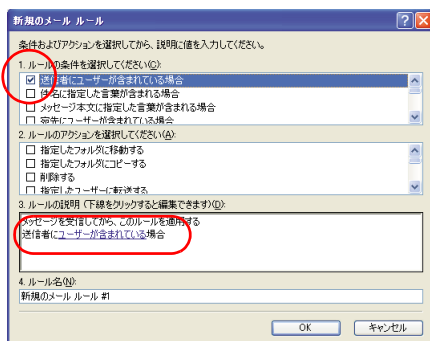 新規のメール ルール
条件およびアクションを選択してから、説明に値を入力してください。
1. ルールの条件を選択してください(C):
送信者にユーザーが含まれている場合
件名に指定した言葉が含まれる場合
メッセージ本文に指定した言葉が含まれる場合
宛先にユーザーが含まれている場合
2. ルールのアクションを選択してください(A):
指定したフォルダに移動する
指定したフォルダにコピーする
削除する
指定したユーザーに転送する
3. ルールの説明 (下線をクリックすると編集できます)(D):
メッセージを受信してから、このルールを適用する
送信者にユーザーが含まれている場合
4. ルール名(N):
新規のメール ルール #1
OK キャンセル